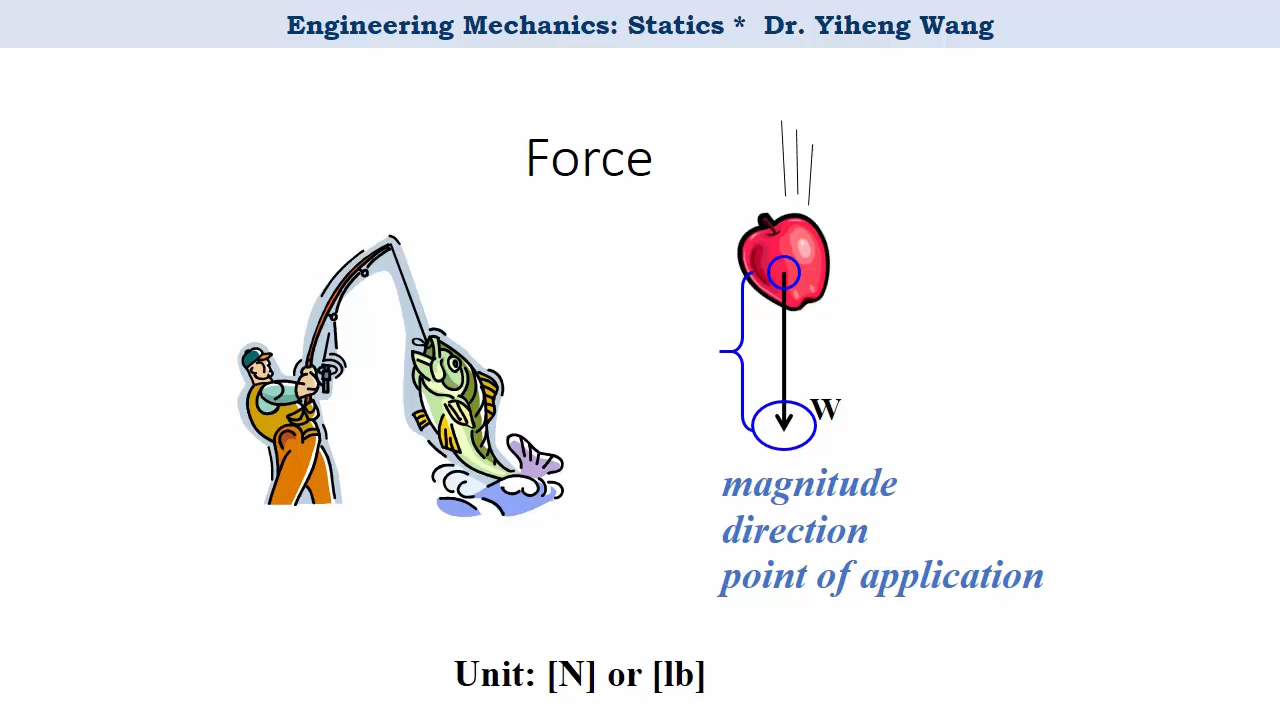 Engineering Mechanics: Statics * Dr. Yiheng Wang
Force
W
magnitude
direction
point of application
Unit: [N] or [lb]